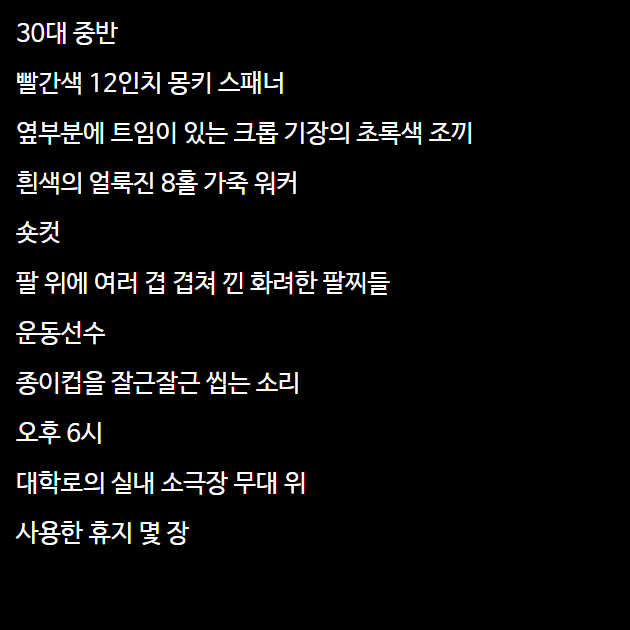 30대 중반
빨간색 12인치 몽키 스패너
옆부분에 트임이 있는 크롭 기장의 초록색 조끼
흰색의 얼룩진 8홀 가죽 워커
숏컷
팔 위에 여러 겹 겹쳐 낀 화려한 팔찌들
운동선수
종이컵을 잘근잘근 씹는 소리
오후 6시
대학로의 실내 소극장 무대 위
사용한 휴지 몇 장